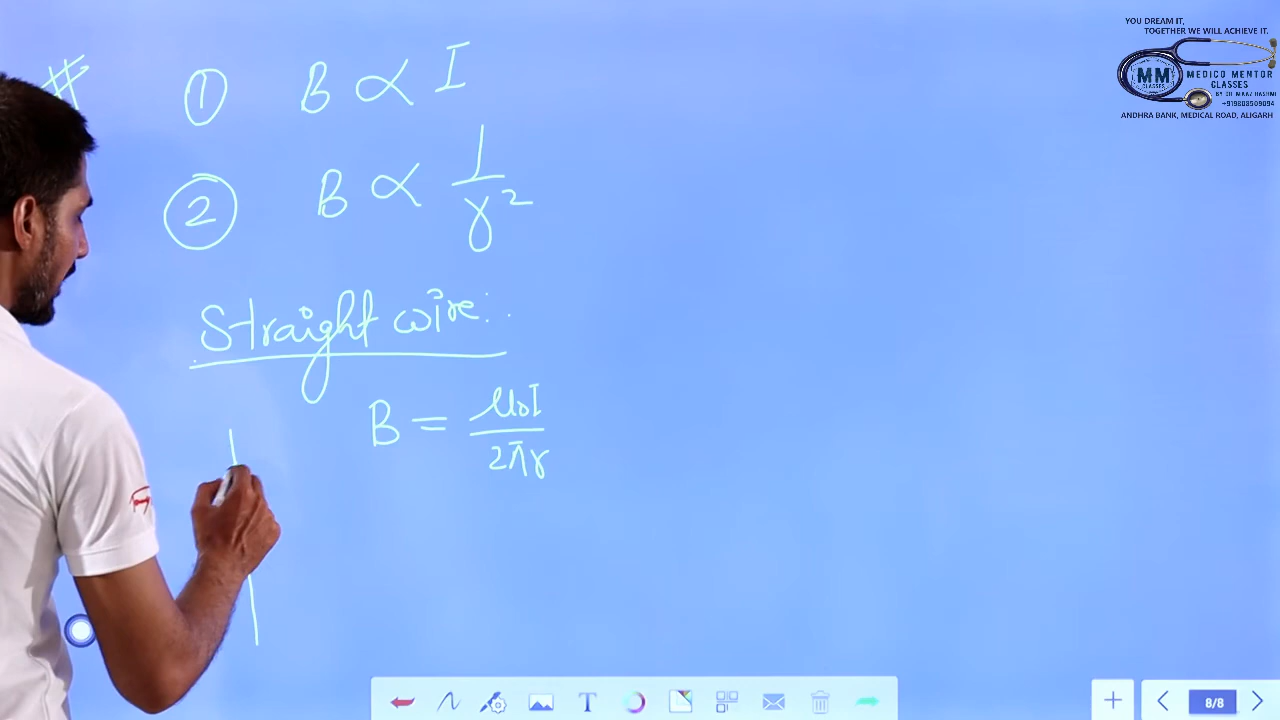 YOU DREAM IT,
TOGETHER WE WILL ACHIEVE IT.
MM
CLASSES
MEDICO MENTOR
CLASSES
ANDHRA BANK, MEDICAL ROAD, ALIGARH
# ① B ∝ I
② B ∝ 1/r²
Straight wire:
B = μ₀I/2πr
T
8/8